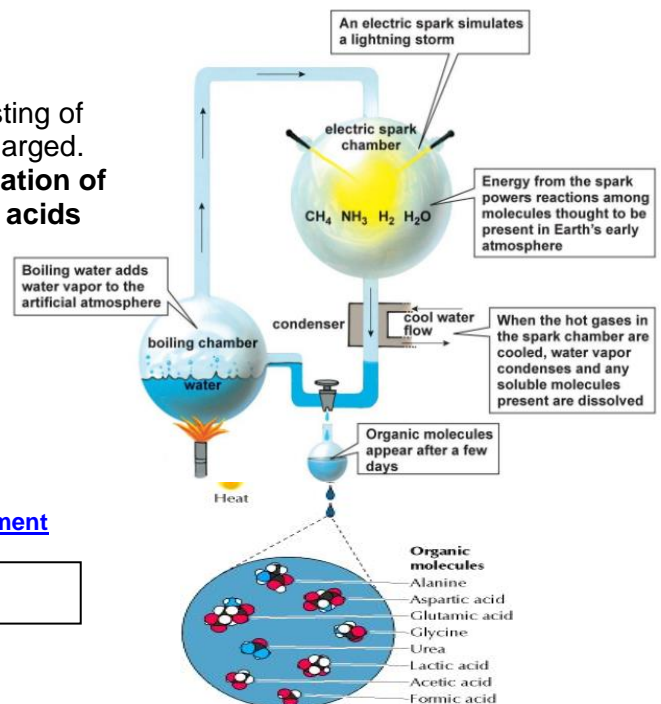 An electric spark simulates
a lightning storm
sting of
arged.
ation of
acids
electric spark
chamber
CH₄ NH₃ H₂ H₂O
Energy from the spark
powers reactions among
molecules thought to be
present in Earth's early
atmosphere
Boiling water adds
water vapor to the
artificial atmosphere
boiling chamber
water
condenser
cool water
flow
When the hot gases in
the spark chamber are
cooled, water vapor
condenses and any
soluble molecules
present are dissolved
Organic molecules
appear after a few
days
Heat
ment
Organic
molecules
Alanine
Aspartic acid
Glutamic acid
Glycine
Urea
Lactic acid
Acetic acid
Formic acid